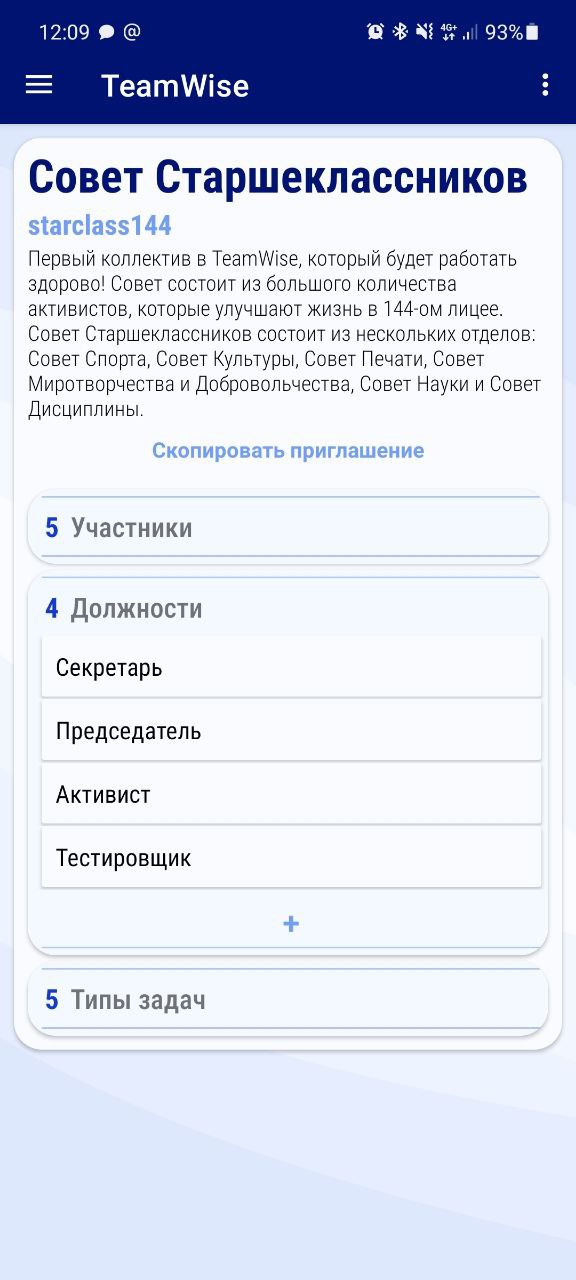 12:09 @ 4G+ 93%
TeamWise
Совет Старшеклассников
starclass144
Первый коллектив в TeamWise, который будет работать
здорово! Совет состоит из большого количества
активистов, которые улучшают жизнь в 144-ом лицее.
Совет Старшеклассников состоит из нескольких отделов:
Совет Спорта, Совет Культуры, Совет Печати, Совет
Миротворчества и Добровольчества, Совет Науки и Совет
Дисциплины.
Скопировать приглашение
5 Участники
4 Должности
Секретарь
Председатель
Активист
Тестировщик
+
5 Типы задач